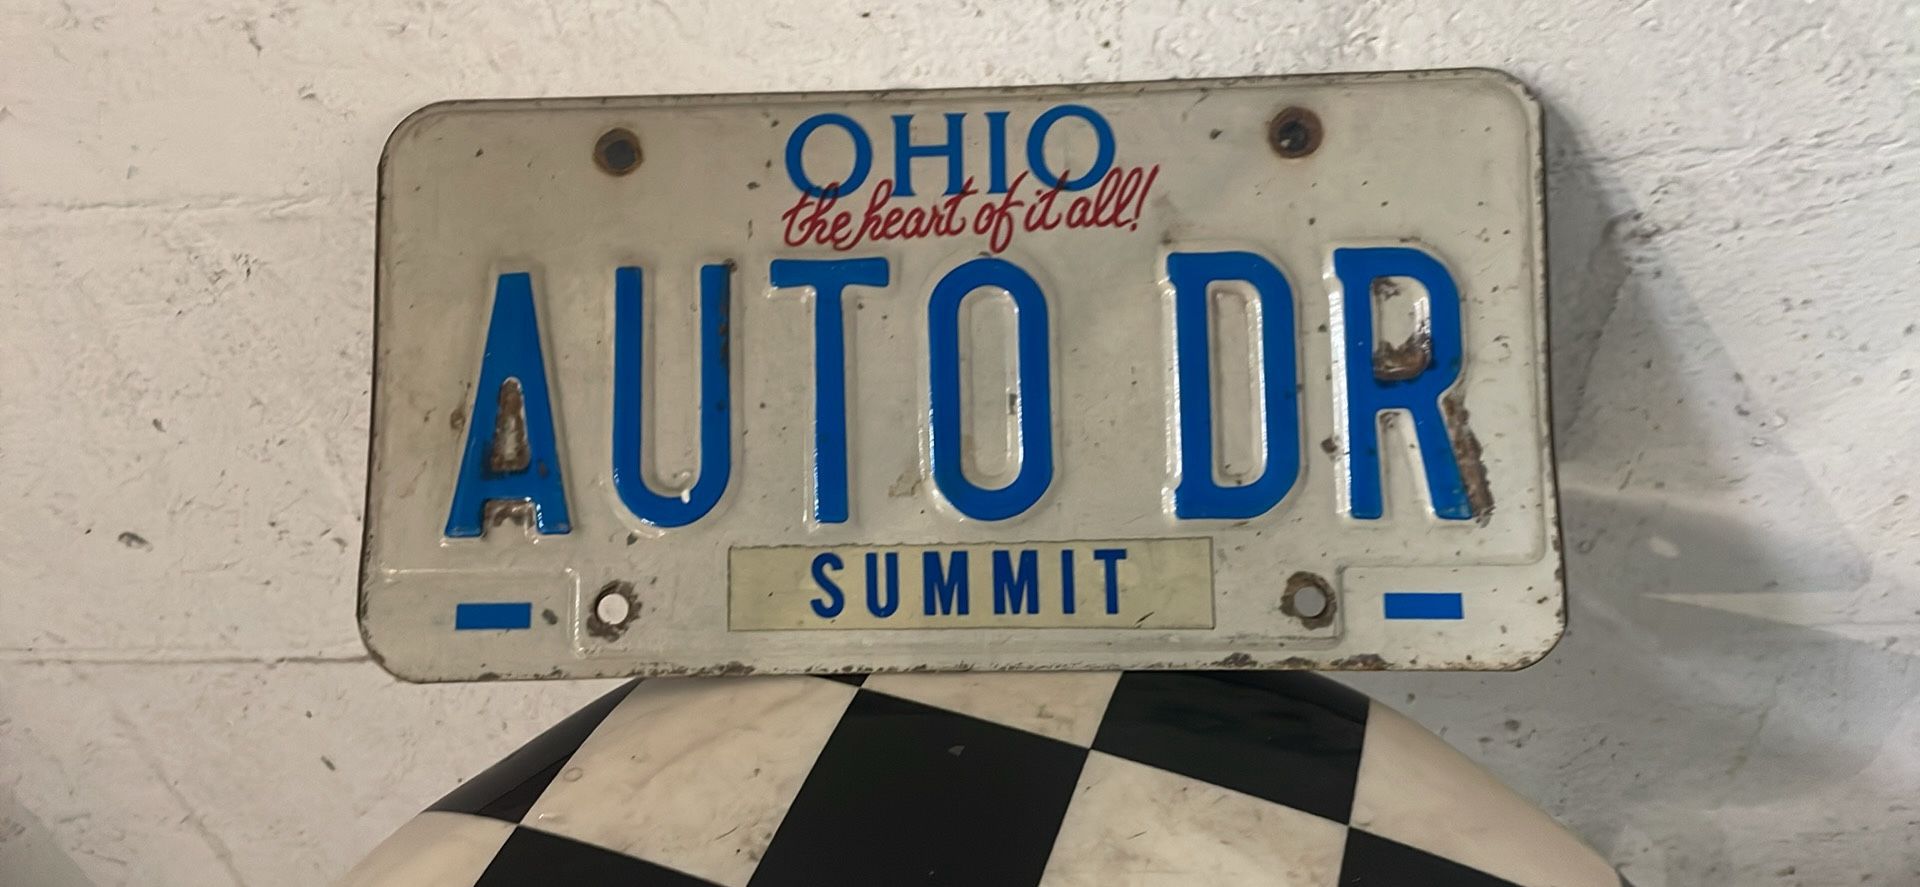 OHIO
the heart of it all!
AUTO DR
SUMMIT